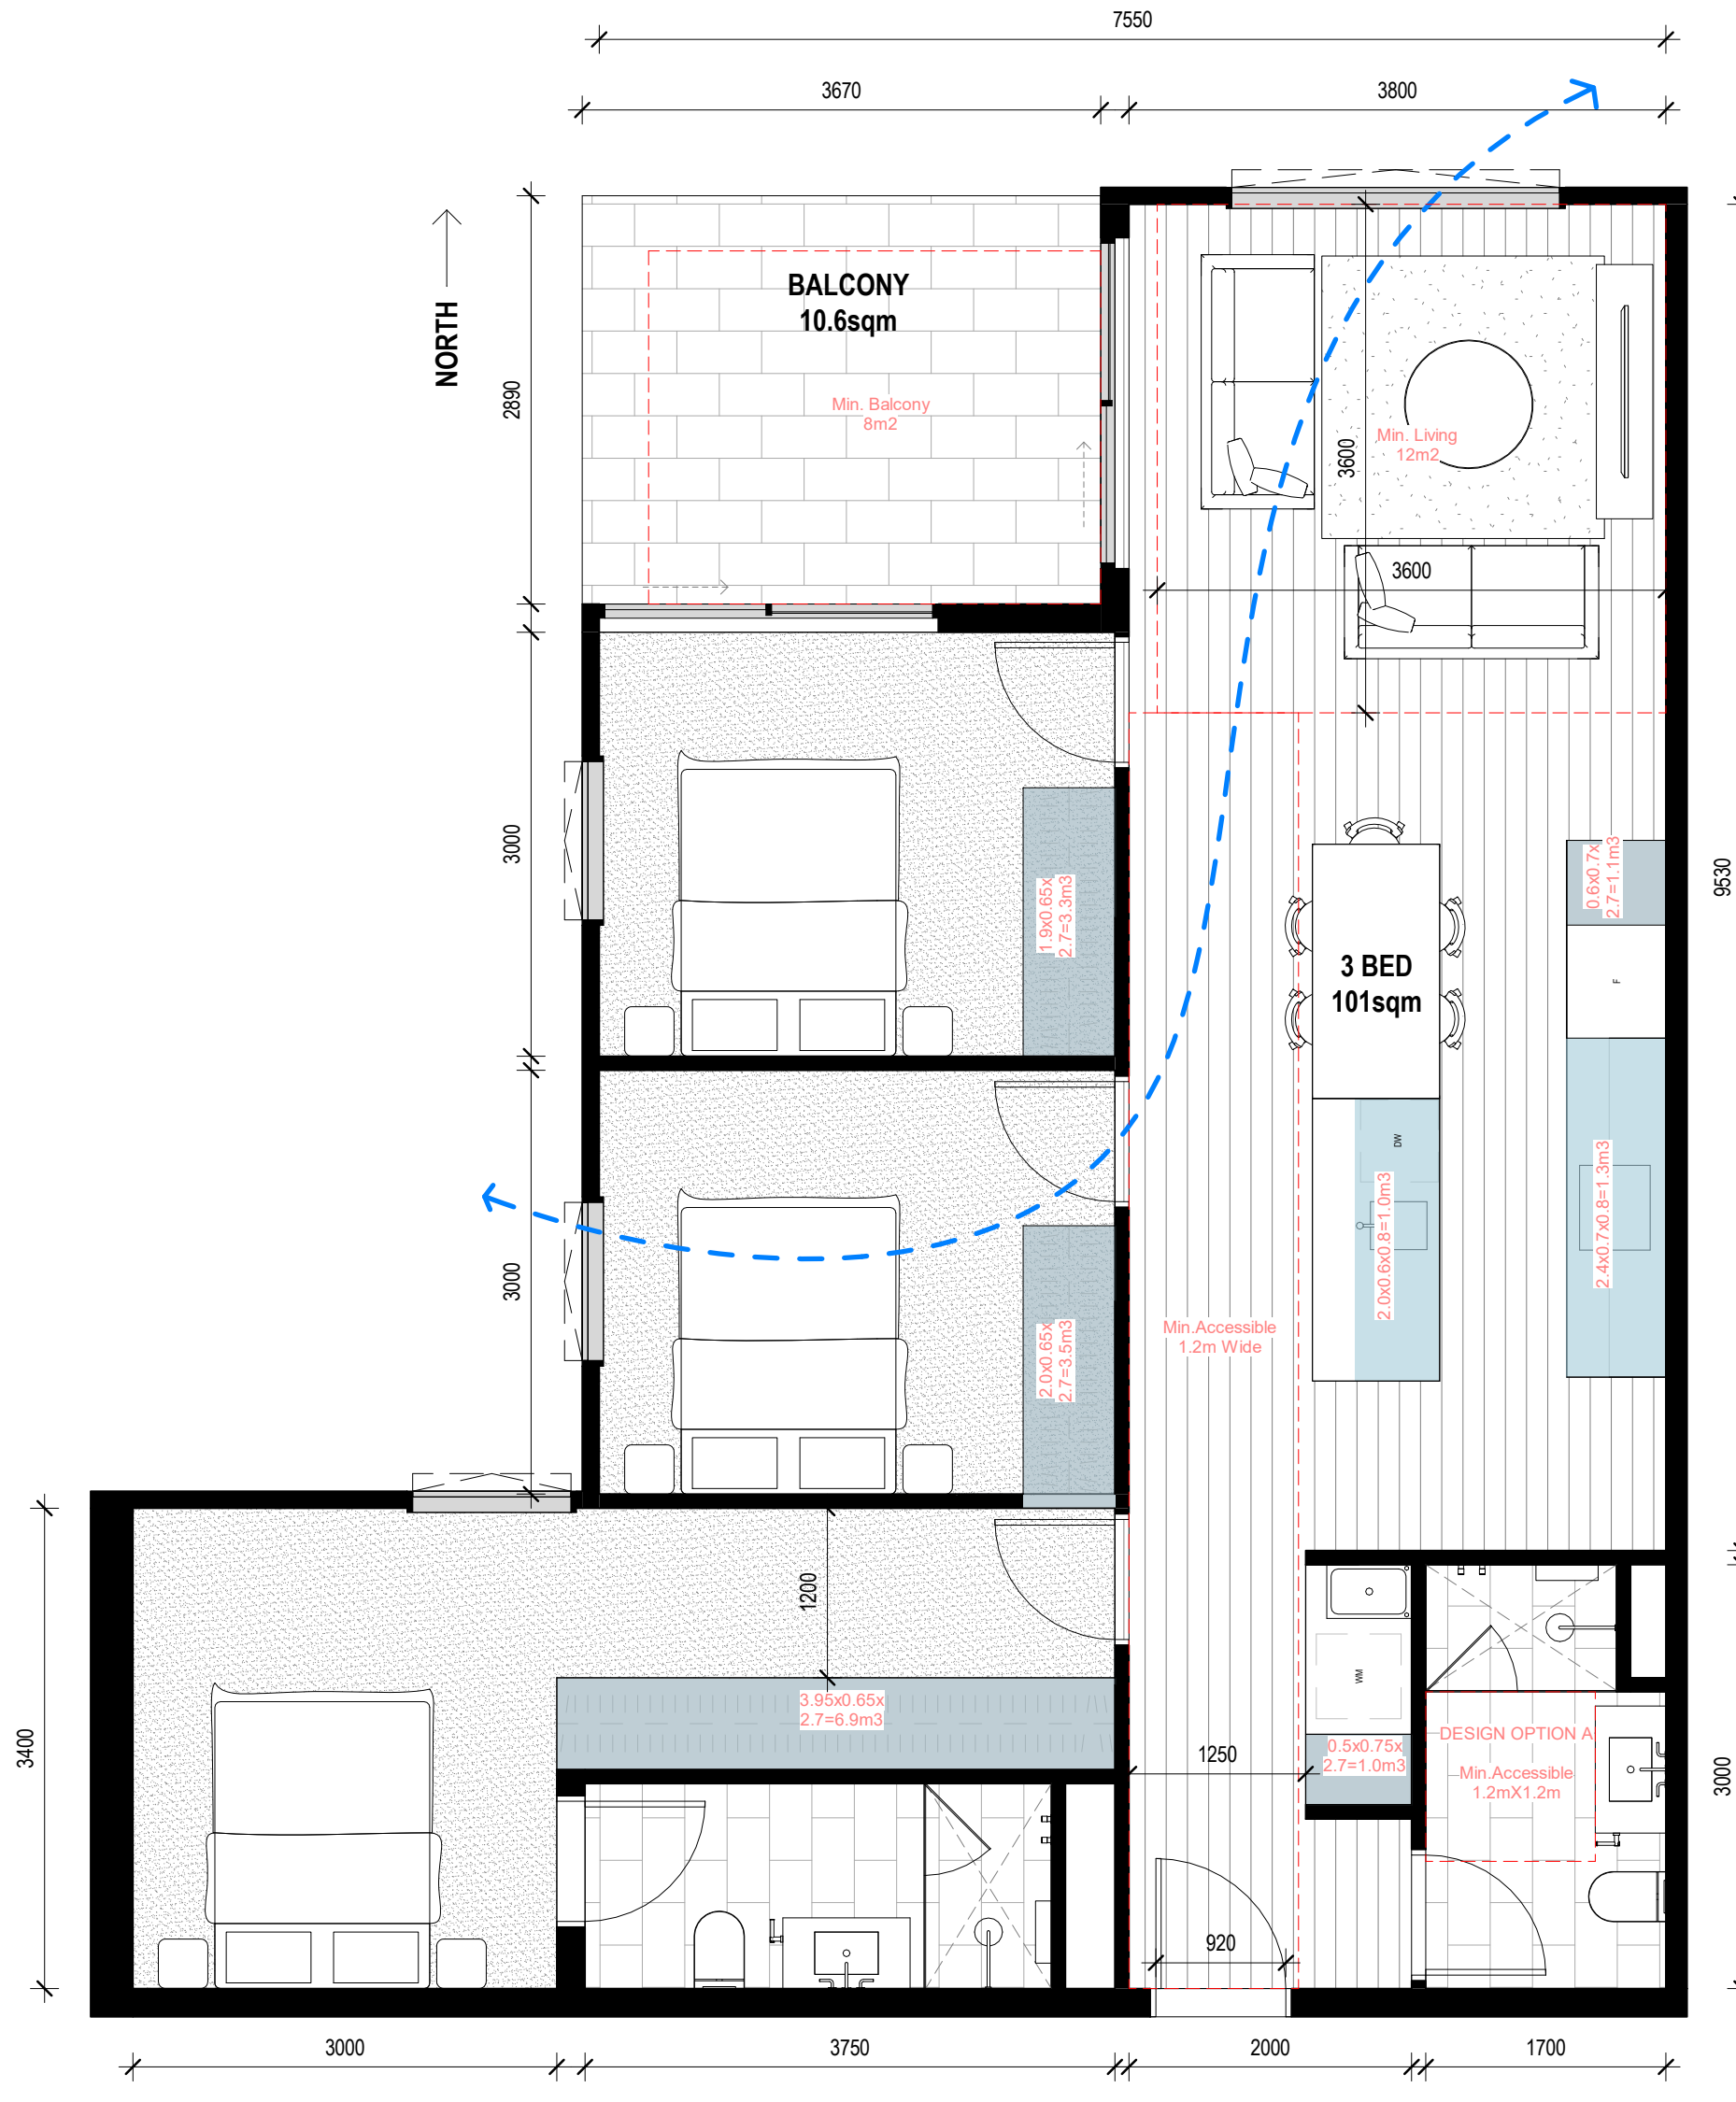 7550
3670
3800
NORTH
BALCONY
10.6sqm
2890
Min. Balcony
8m2
Min. Living
12m2
3600
3600
3000
1.9x0.65x
2.7=3.3m3
0.6x0.7x
2.7=1.1m3
9530
3 BED
101sqm
F
DW
2.0x0.6x0.8=1.0m3
2.4x0.7x0.8=1.3m3
3000
2.0x0.65x
2.7=3.5m3
Min.Accessible
1.2m Wide
1200
WM
3.95x0.65x
2.7=6.9m3
3400
1250
0.5x0.75x
2.7=1.0m3
DESIGN OPTION A
Min.Accessible
1.2mX1.2m
3000
920
3000
3750
2000
1700